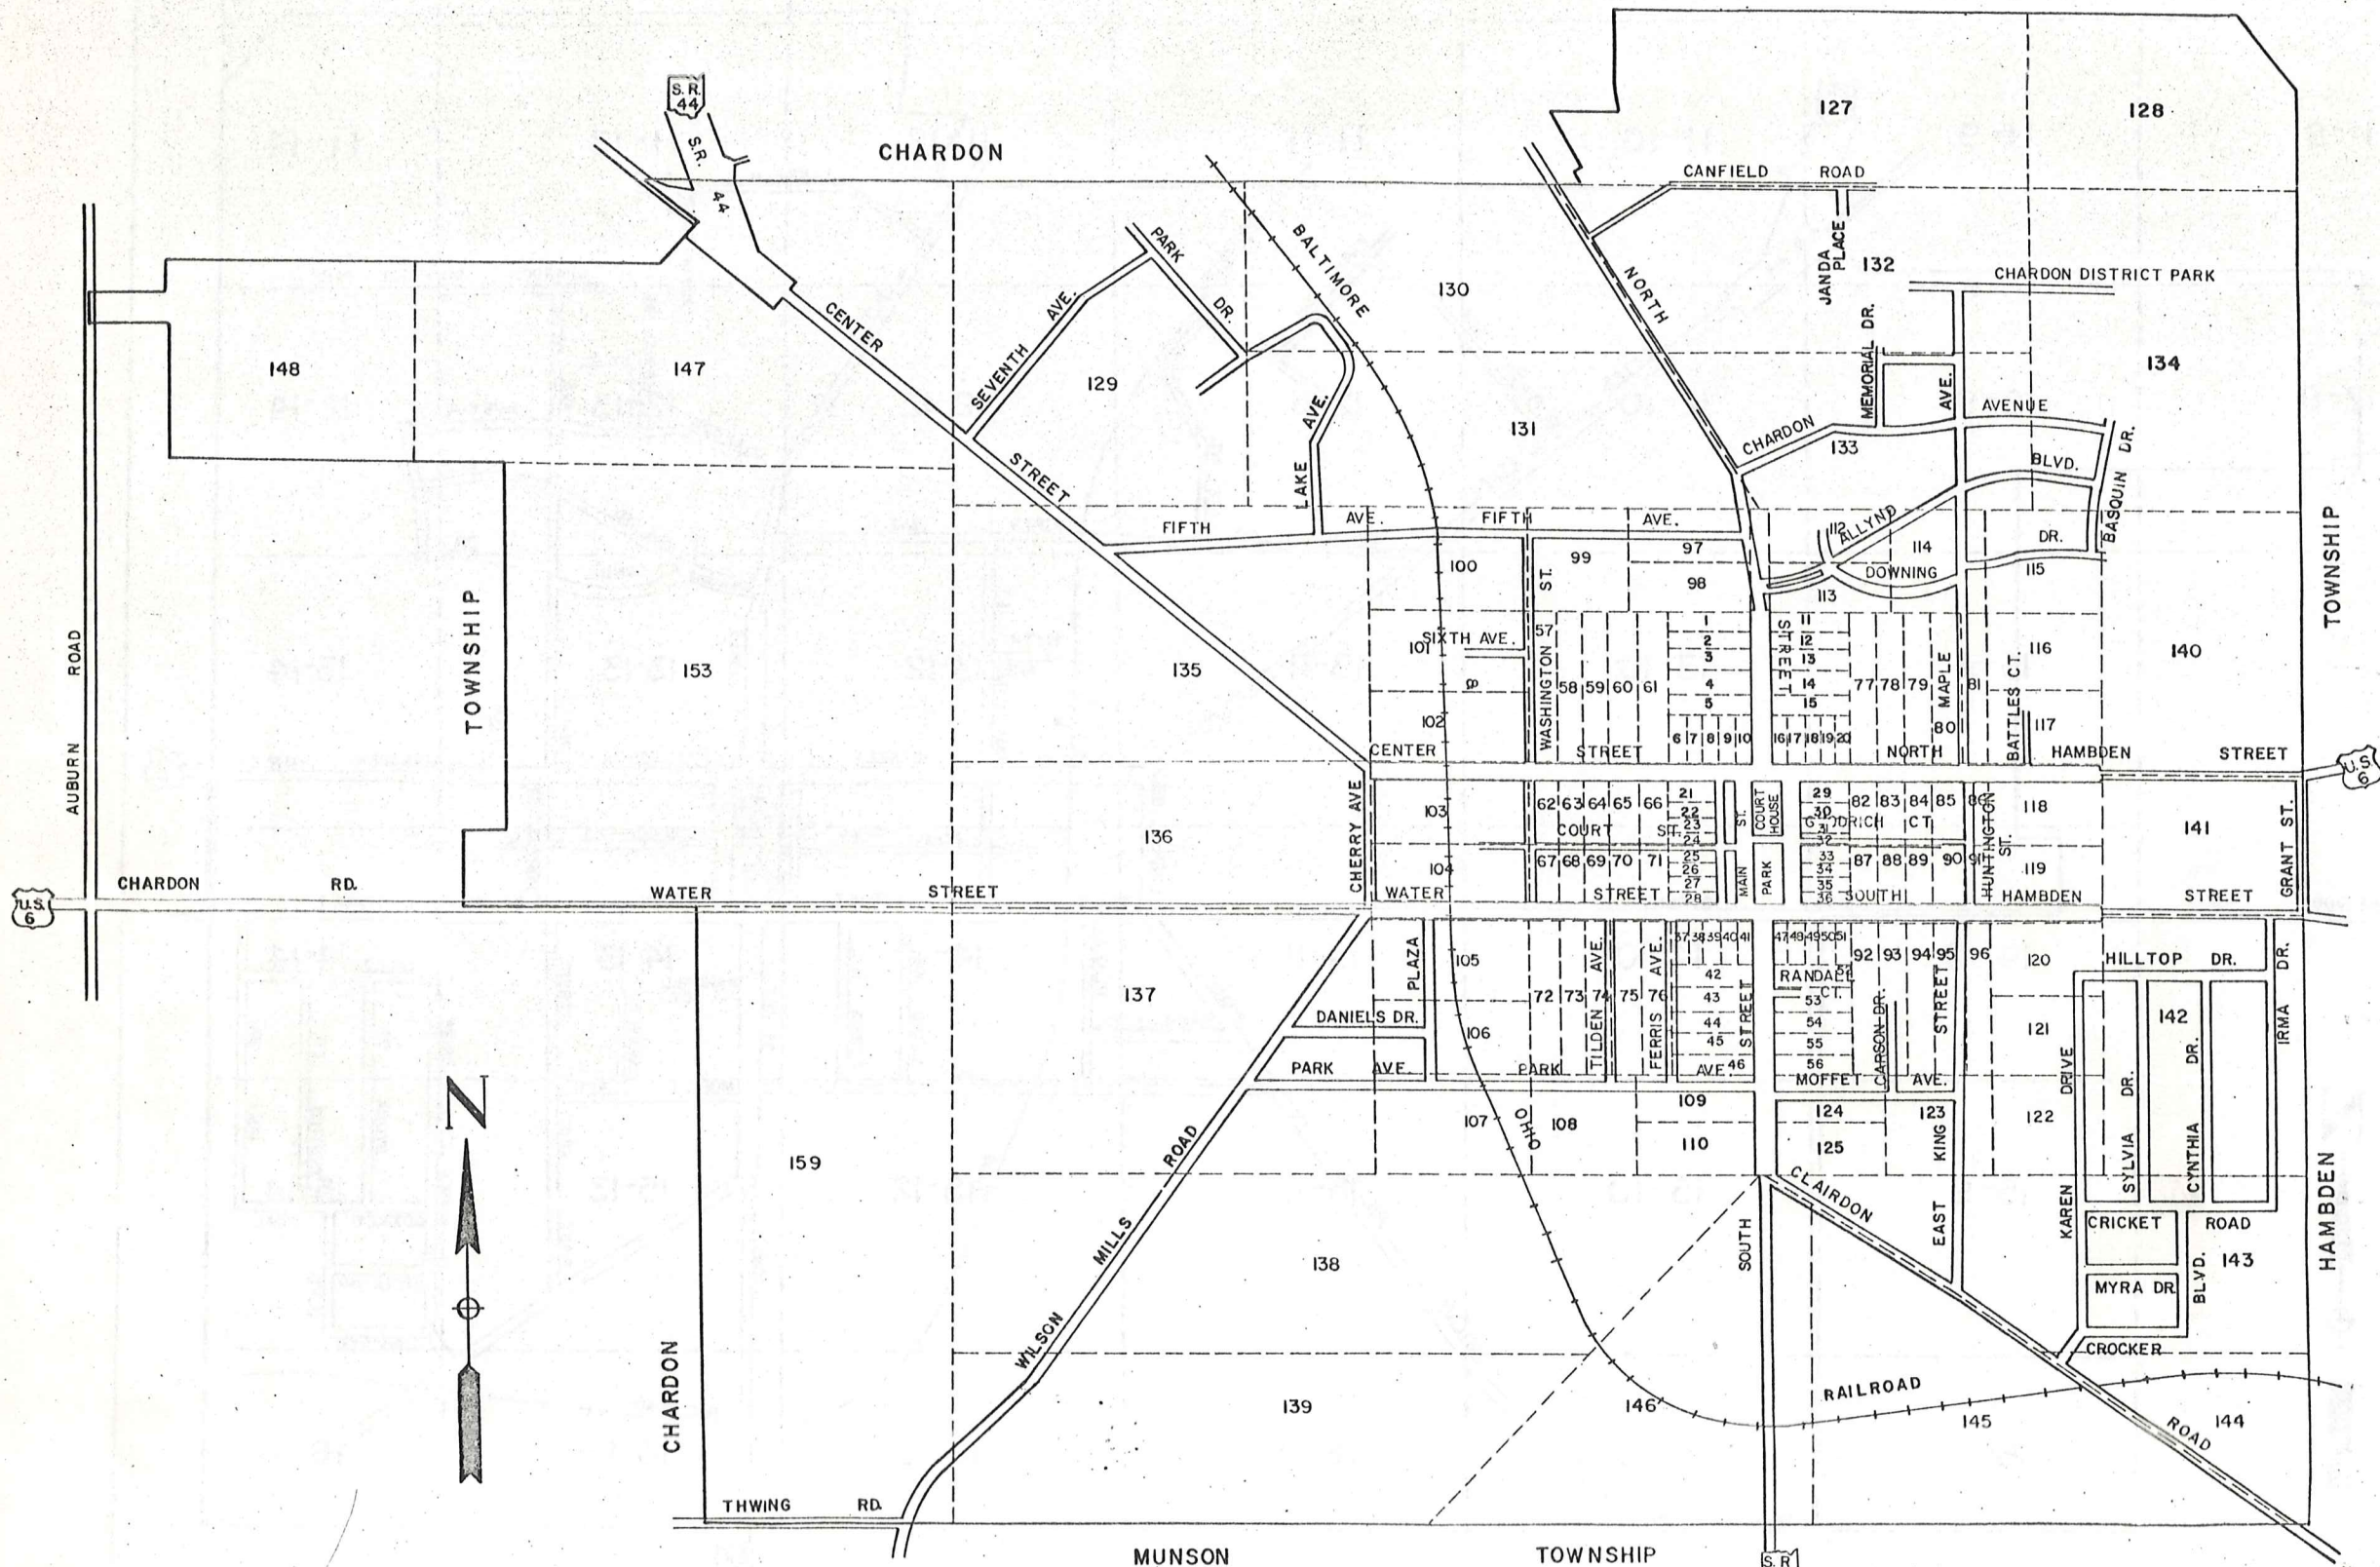 S.R.
44
S.R.
44
CHARDON
127
128
CANFIELD ROAD
JANDA
PLACE
132
CHARDON DISTRICT PARK
PARK DR.
BALTIMORE
130
NORTH
148
147
CENTER
STREET
SEVENTH AVE.
129
LAKE AVE.
131
CHARDON
AVENUE
MEMORIAL DR.
AVE.
134
133
BLVD.
BASQUIN DR.
FIFTH AVE. FIFTH AVE.
112
ALLYND
114
DR.
DOWNING
115
113
97
99
98
100
ST.
WASHINGTON
57
SIXTH AVE.
101
8
102
58 59 60 61
1
2
3
4
5
6 7 8 9 10
STREET
11
12
13
14
15
16 17 18 19 20
77 78 79
MAPLE
80
81
BATTLES CT.
116
117
140
TOWNSHIP
AUBURN ROAD
TOWNSHIP
153
135
CENTER STREET
NORTH HAMBDEN STREET
U.S.
6
136
CHERRY AVE
103
104
62 63 64 65 66
COURT ST.
67 68 69 70 71
21
22
23
24
25
26
27
28
MAIN ST.
COURT
HOUSE
PARK
29
30
31
32
33
34
35
36
GOODRICH CT.
82 83 84 85 86
87 88 89 90 91
HUNTINGTON ST.
118
119
141
GRANT ST.
U.S.
6
CHARDON RD.
WATER STREET
WATER STREET
SOUTH HAMBDEN STREET
137
PLAZA
105
106
72 73 74 75 76
TILDEN AVE.
FERRIS AVE.
37 38 39 40 41
42
43
44
45
46
STREET
47 48 49 50 51
RANDALL
CT.
52
53
54
55
56
92 93 94 95 96
CARSON DR.
STREET
120
121
122
HILLTOP DR.
142
IRMA DR.
DANIELS DR.
PARK AVE.
PARK AVE.
MOFFET AVE.
KAREN DRIVE
SYLVIA DR.
CYNTHIA DR.
N
159
107
OHIO
108
109
110
124
125
123
EAST KING
CLAIRDON
ROAD
CRICKET ROAD
143
MYRA DR.
BLVD.
CROCKER
HAMBDEN
WILSON MILLS ROAD
138
SOUTH
CHARDON
139
146
RAILROAD
145
144
THWING RD.
MUNSON TOWNSHIP
S.R.